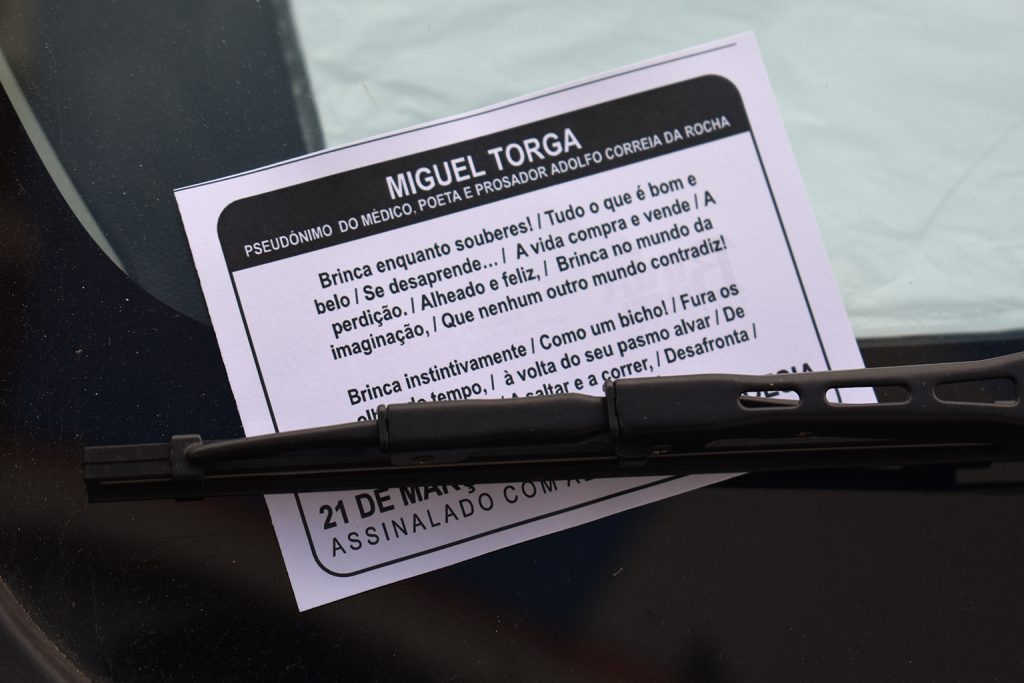 MIGUEL TORGA
PSEUDÓNIMO DO MÉDICO, POETA E PROSADOR ADOLFO CORREIA DA ROCHA
Brinca enquanto souberes! / Tudo o que é bom e
belo / Se desaprende... / A vida compra e vende / A
perdição. / Alheado e feliz, / Brinca no mundo da
imaginação, / Que nenhum outro mundo contradiz!
Brinca instintivamente / Como um bicho! / Fura os
do tempo, / à volta do seu pasmo alvar / De
/ A saltar e a correr, / Desafronta /
21 DE
ASSINALADO COM